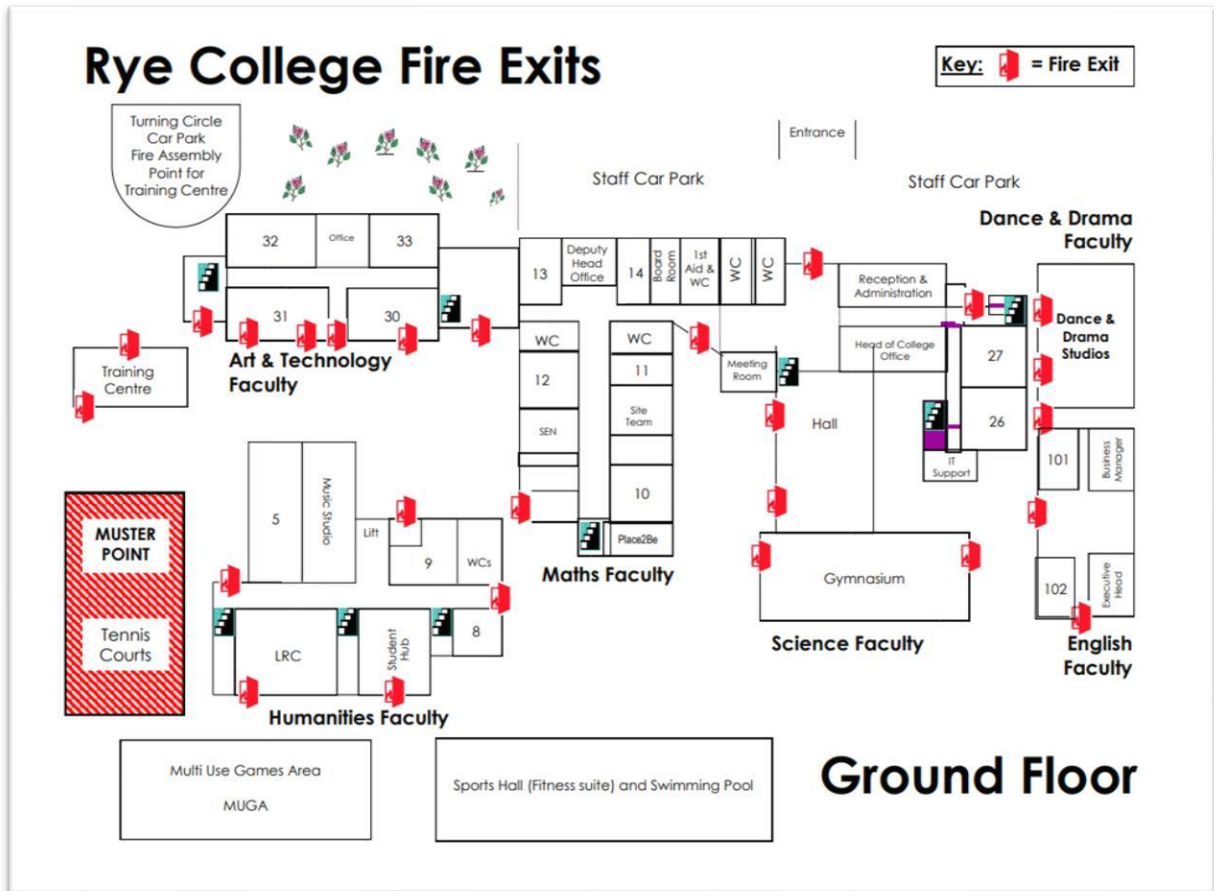 Rye College Fire Exits
Key: = Fire Exit
Turning Circle
Car Park
Fire Assembly
Point for
Training Centre
Entrance
Staff Car Park
Staff Car Park
Dance & Drama
Faculty
32
Office
33
31
30
Art & Technology
Faculty
Training
Centre
13
Deputy
Head
Office
14
Board
Room
1st
Aid &
WC
WC
WC
Reception &
Administration
Head of College
Office
Meeting
Room
Hall
27
26
IT
Support
Dance &
Drama
Studios
WC
12
SEN
WC
11
Site
Team
10
Place2Be
Maths Faculty
101
Business
Manager
102
Executive
Head
English
Faculty
Gymnasium
Science Faculty
5
Music Studio
Lift
9
WCs
8
LRC
Student
Hub
Humanities Faculty
MUSTER
POINT
Tennis
Courts
Multi Use Games Area
MUGA
Sports Hall (Fitness suite) and Swimming Pool
Ground Floor